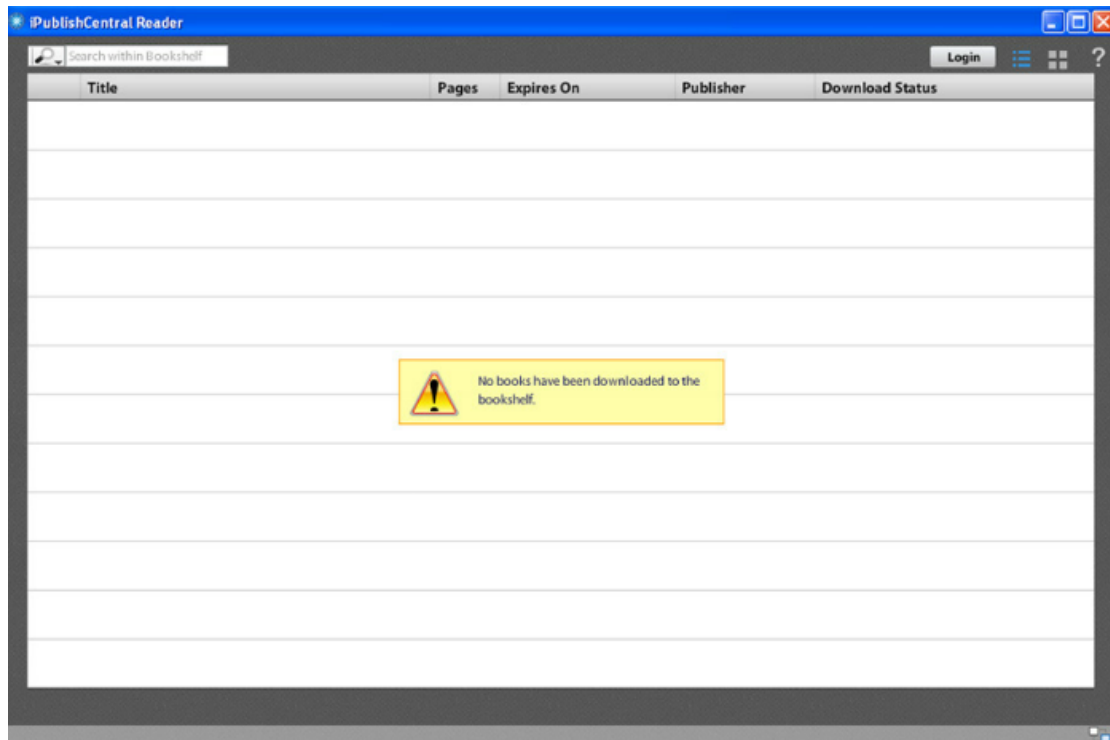 iPublishCentral Reader
Search within Bookshelf
Login ?
Title Pages Expires On Publisher Download Status
No books have been downloaded to the
bookshelf.